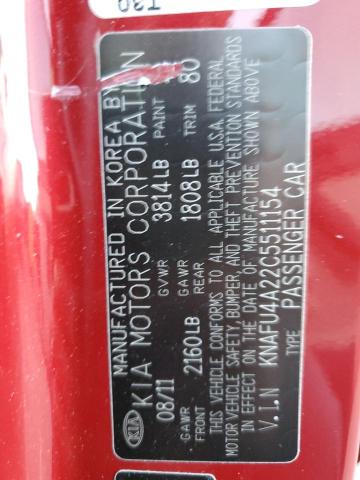 T30
MANUFACTURED IN KOREA BY
KIA KIA MOTORS CORPORATION
08/11 GVWR 3814LB PAINT
GAWR FRONT 2160LB GAWR REAR 1808LB TRIM 80
THIS VEHICLE CONFORMS TO ALL APPLICABLE U.S.A. FEDERAL
MOTOR VEHICLE SAFETY, BUMPER, AND THEFT PREVENTION STANDARDS
IN EFFECT ON THE DATE OF MANUFACTURE SHOWN ABOVE
V.I.N KNAFU4A22C5511154
TYPE PASSENGER CAR